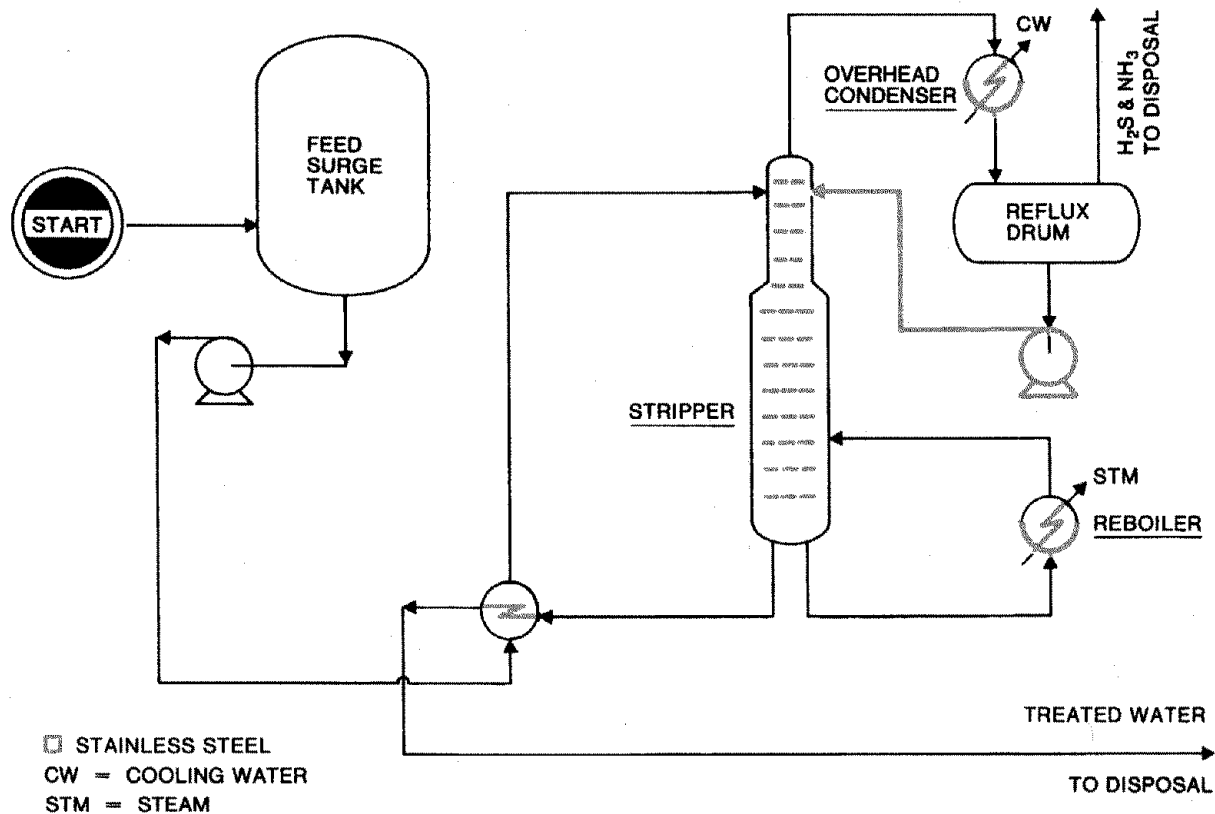 START
FEED
SURGE
TANK
CW
OVERHEAD
CONDENSER
H₂S & NH₃
TO DISPOSAL
REFLUX
DRUM
STRIPPER
STM
REBOILER
TREATED WATER
TO DISPOSAL
STAINLESS STEEL
CW = COOLING WATER
STM = STEAM